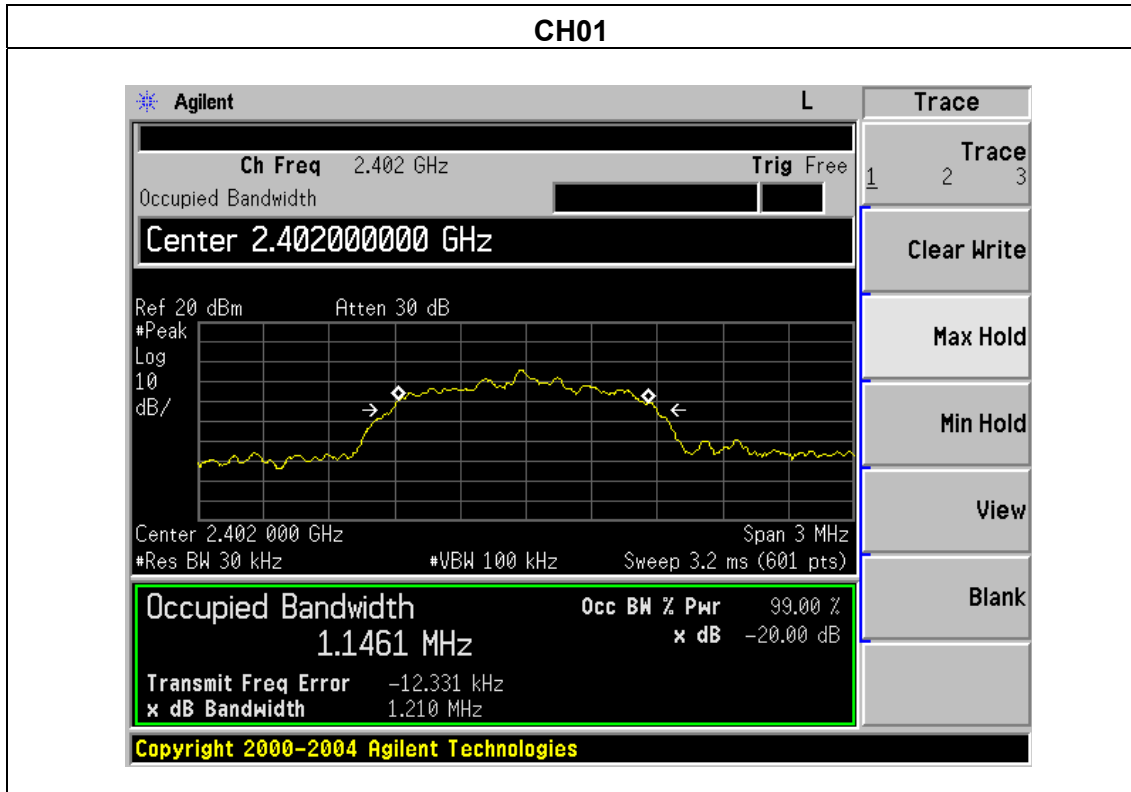 CH01
Agilent L Trace
Ch Freq 2.402 GHz Trig Free
Occupied Bandwidth
Trace
1 2 3
Center 2.402000000 GHz
Clear Write
Ref 20 dBm Atten 30 dB
#Peak
Log
10
dB/
Max Hold
Min Hold
View
Center 2.402 000 GHz Span 3 MHz
#Res BW 30 kHz #VBW 100 kHz Sweep 3.2 ms (601 pts)
Blank
Occupied Bandwidth Occ BW % Pwr 99.00 %
1.1461 MHz x dB -20.00 dB
Transmit Freq Error -12.331 kHz
x dB Bandwidth 1.210 MHz
Copyright 2000-2004 Agilent Technologies